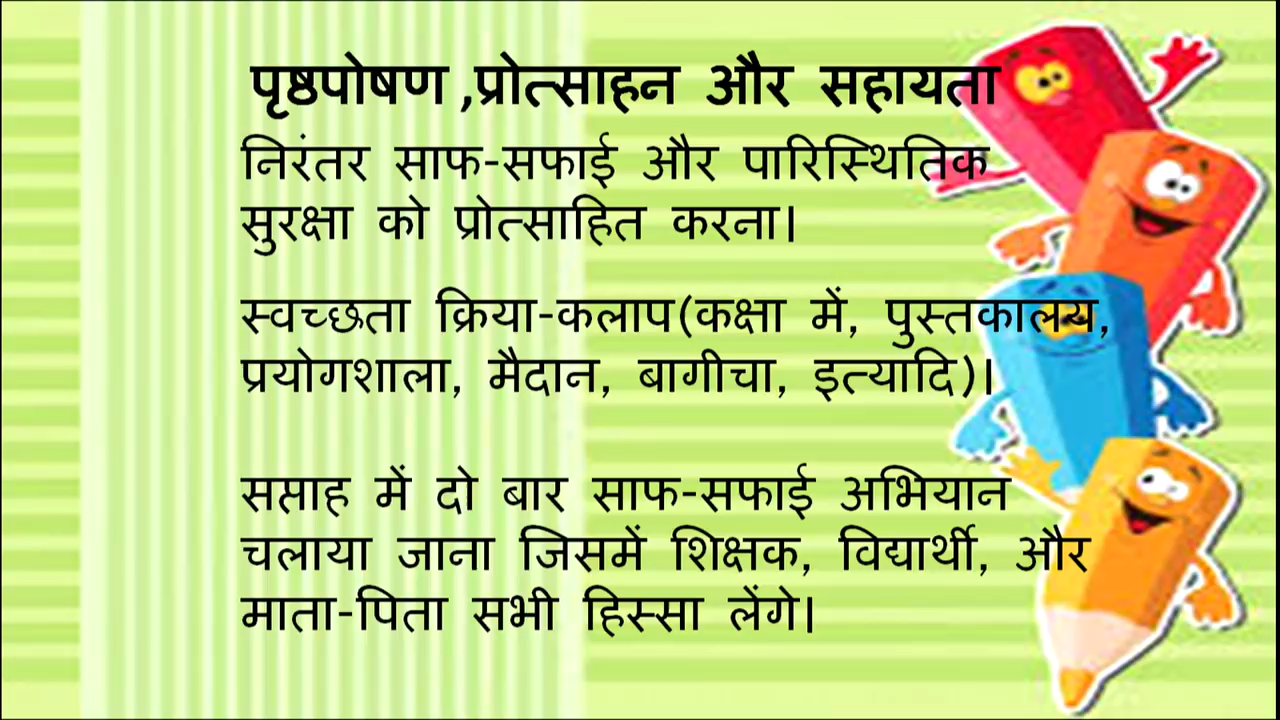 पृष्ठपोषण ,प्रोत्साहन और सहायता
निरंतर साफ-सफाई और पारिस्थितिक
सुरक्षा को प्रोत्साहित करना।
स्वच्छता क्रिया-कलाप(कक्षा में, पुस्तकालय,
प्रयोगशाला, मैदान, बागीचा, इत्यादि)।
सप्ताह में दो बार साफ-सफाई अभियान
चलाया जाना जिसमें शिक्षक, विद्यार्थी, और
माता-पिता सभी हिस्सा लेंगे।